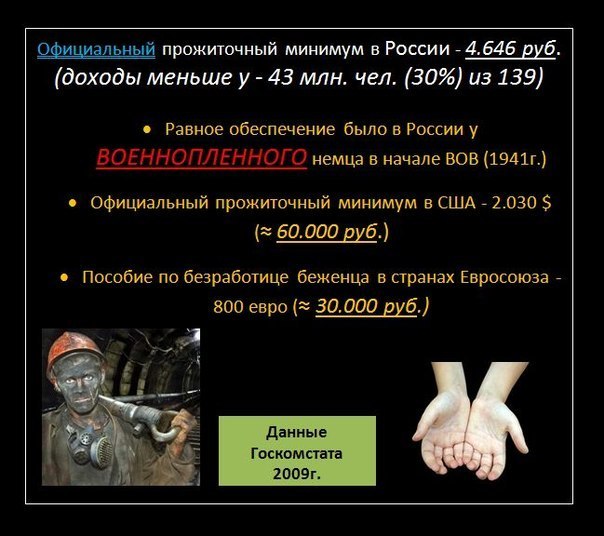 Официальный прожиточный минимум в России - 4.646 руб.
(доходы меньше у - 43 млн. чел. (30%) из 139)
• Равное обеспечение было в России у
ВОЕННОПЛЕННОГО немца в начале ВОВ (1941г.)
• Официальный прожиточный минимум в США - 2.030 $
(≈ 60.000 руб.)
• Пособие по безработице беженца в странах Евросоюза -
800 евро (≈ 30.000 руб.)
Данные
Госкомстата
2009г.